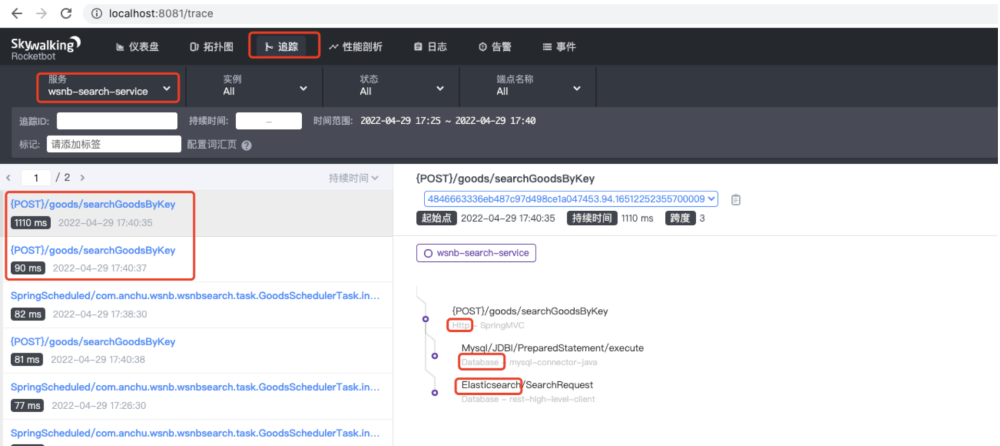 localhost:8081/trace
Skywalking
Rocketbot
仪表盘 拓扑图 追踪 性能剖析 日志 告警 事件
服务 实例 状态 端点名称
wsnb-search-service All All All
追踪ID: 持续时间: – 时间范围: 2022-04-29 17:25 ~ 2022-04-29 17:40
标记: 请添加标签 配置词汇页 ?
1 / 2 持续时间
{POST}/goods/searchGoodsByKey
1110 ms 2022-04-29 17:40:35
{POST}/goods/searchGoodsByKey
90 ms 2022-04-29 17:40:37
SpringScheduled/com.anchu.wsnb.wsnbsearch.task.GoodsSchedulerTask.in...
82 ms 2022-04-29 17:38:30
{POST}/goods/searchGoodsByKey
81 ms 2022-04-29 17:40:38
SpringScheduled/com.anchu.wsnb.wsnbsearch.task.GoodsSchedulerTask.in...
77 ms 2022-04-29 17:26:30
SpringScheduled/com.anchu.wsnb.wsnbsearch.task.GoodsSchedulerTask.in...
{POST}/goods/searchGoodsByKey
4846663336eb487c97d498ce1a047453.94.16512252355700009
起始点 2022-04-29 17:40:35 持续时间 1110 ms 跨度 3
wsnb-search-service
{POST}/goods/searchGoodsByKey
Http - SpringMVC
Mysql/JDBI/PreparedStatement/execute
Database - mysql-connector-java
Elasticsearch/SearchRequest
Database - rest-high-level-client